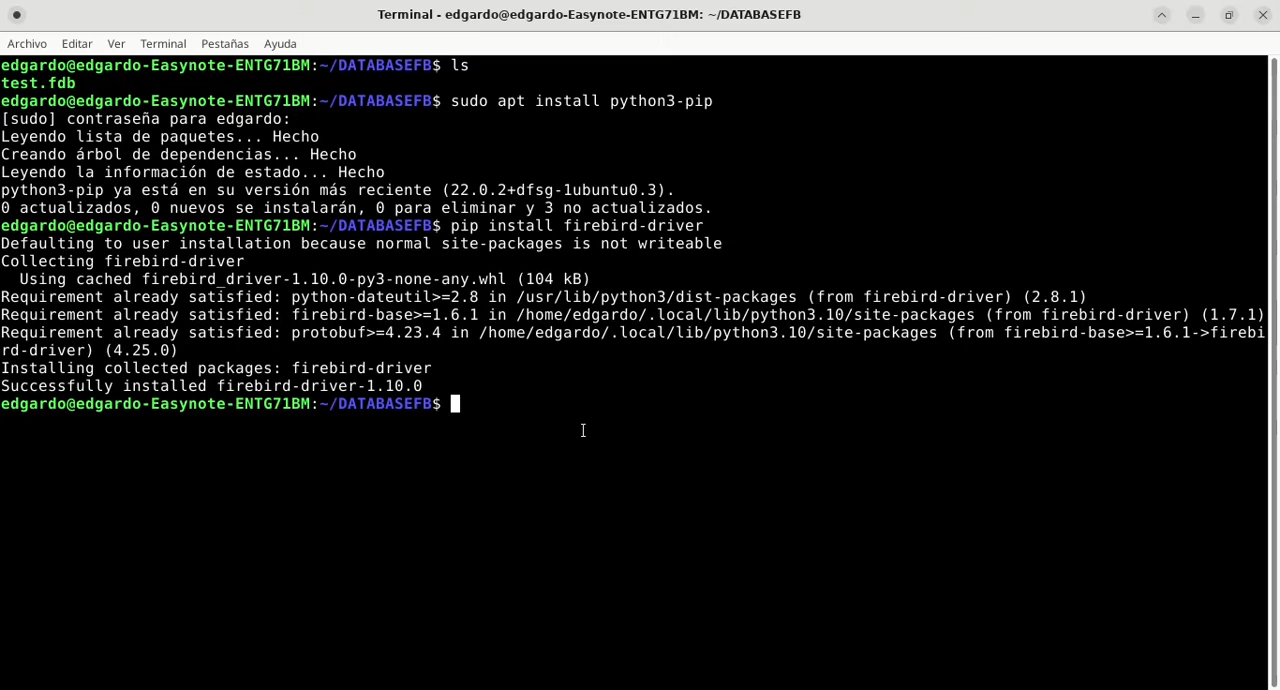 Terminal - edgardo@edgardo-Easynote-ENTG71BM: ~/DATABASEFB
Archivo Editar Ver Terminal Pestañas Ayuda
edgardo@edgardo-Easynote-ENTG71BM:~/DATABASEFB$ ls
test.fdb
edgardo@edgardo-Easynote-ENTG71BM:~/DATABASEFB$ sudo apt install python3-pip
[sudo] contraseña para edgardo:
Leyendo lista de paquetes... Hecho
Creando árbol de dependencias... Hecho
Leyendo la información de estado... Hecho
python3-pip ya está en su versión más reciente (22.0.2+dfsg-1ubuntu0.3).
0 actualizados, 0 nuevos se instalarán, 0 para eliminar y 3 no actualizados.
edgardo@edgardo-Easynote-ENTG71BM:~/DATABASEFB$ pip install firebird-driver
Defaulting to user installation because normal site-packages is not writeable
Collecting firebird-driver
  Using cached firebird_driver-1.10.0-py3-none-any.whl (104 kB)
Requirement already satisfied: python-dateutil>=2.8 in /usr/lib/python3/dist-packages (from firebird-driver) (2.8.1)
Requirement already satisfied: firebird-base>=1.6.1 in /home/edgardo/.local/lib/python3.10/site-packages (from firebird-driver) (1.7.1)
Requirement already satisfied: protobuf>=4.23.4 in /home/edgardo/.local/lib/python3.10/site-packages (from firebird-base>=1.6.1->firebi
rd-driver) (4.25.0)
Installing collected packages: firebird-driver
Successfully installed firebird-driver-1.10.0
edgardo@edgardo-Easynote-ENTG71BM:~/DATABASEFB$